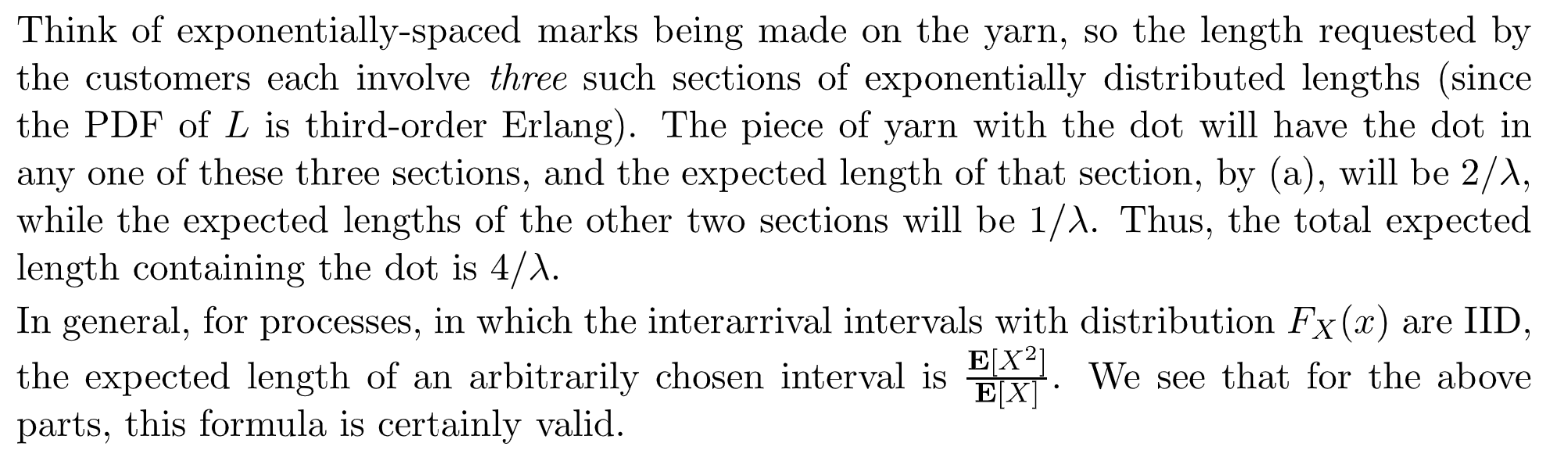 Think of exponentially-spaced marks being made on the yarn, so the length requested by
the customers each involve three such sections of exponentially distributed lengths (since
the PDF of L is third-order Erlang). The piece of yarn with the dot will have the dot in
any one of these three sections, and the expected length of that section, by (a), will be 2/λ,
while the expected lengths of the other two sections will be 1/λ. Thus, the total expected
length containing the dot is 4/λ.
In general, for processes, in which the interarrival intervals with distribution F_X(x) are IID,
the expected length of an arbitrarily chosen interval is E[X²]/E[X]. We see that for the above
parts, this formula is certainly valid.